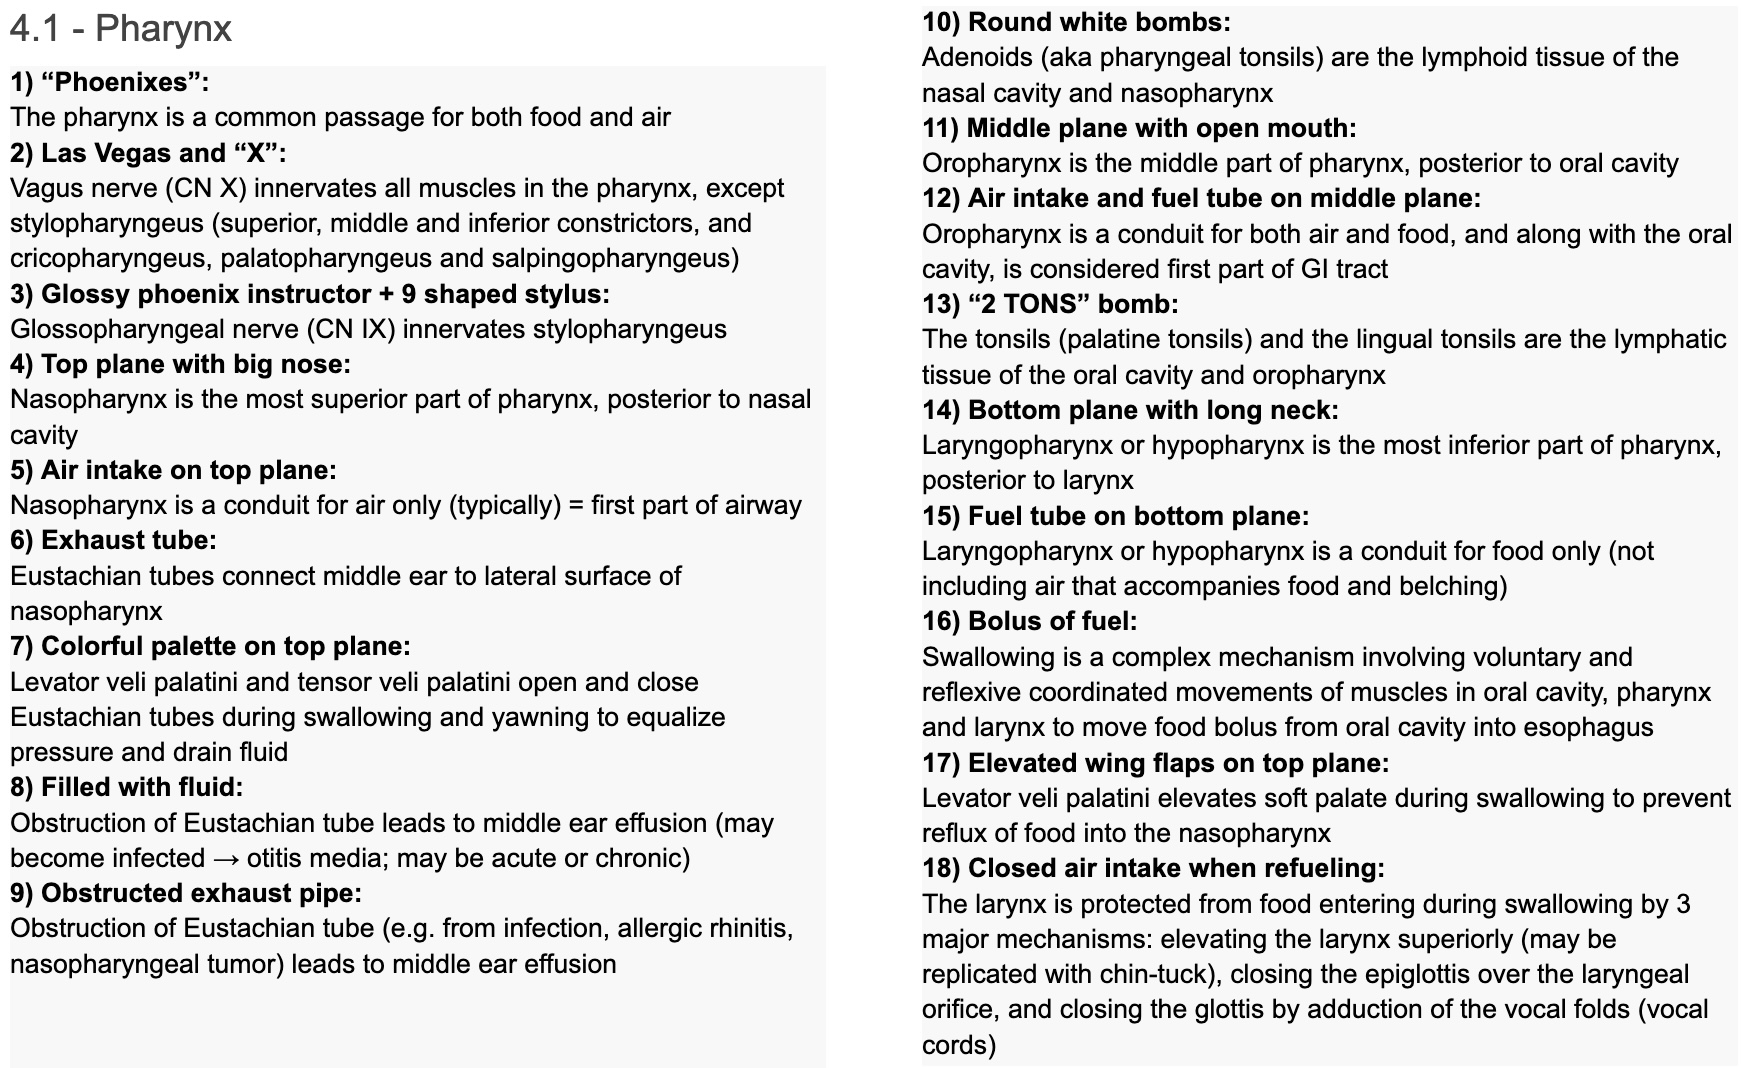 4.1 - Pharynx
1) “Phoenixes”:
The pharynx is a common passage for both food and air
2) Las Vegas and “X”:
Vagus nerve (CN X) innervates all muscles in the pharynx, except
stylopharyngeus (superior, middle and inferior constrictors, and
cricopharyngeus, palatopharyngeus and salpingopharyngeus)
3) Glossy phoenix instructor + 9 shaped stylus:
Glossopharyngeal nerve (CN IX) innervates stylopharyngeus
4) Top plane with big nose:
Nasopharynx is the most superior part of pharynx, posterior to nasal
cavity
5) Air intake on top plane:
Nasopharynx is a conduit for air only (typically) = first part of airway
6) Exhaust tube:
Eustachian tubes connect middle ear to lateral surface of
nasopharynx
7) Colorful palette on top plane:
Levator veli palatini and tensor veli palatini open and close
Eustachian tubes during swallowing and yawning to equalize
pressure and drain fluid
8) Filled with fluid:
Obstruction of Eustachian tube leads to middle ear effusion (may
become infected → otitis media; may be acute or chronic)
9) Obstructed exhaust pipe:
Obstruction of Eustachian tube (e.g. from infection, allergic rhinitis,
nasopharyngeal tumor) leads to middle ear effusion
10) Round white bombs:
Adenoids (aka pharyngeal tonsils) are the lymphoid tissue of the
nasal cavity and nasopharynx
11) Middle plane with open mouth:
Oropharynx is the middle part of pharynx, posterior to oral cavity
12) Air intake and fuel tube on middle plane:
Oropharynx is a conduit for both air and food, and along with the oral
cavity, is considered first part of GI tract
13) “2 TONS” bomb:
The tonsils (palatine tonsils) and the lingual tonsils are the lymphatic
tissue of the oral cavity and oropharynx
14) Bottom plane with long neck:
Laryngopharynx or hypopharynx is the most inferior part of pharynx,
posterior to larynx
15) Fuel tube on bottom plane:
Laryngopharynx or hypopharynx is a conduit for food only (not
including air that accompanies food and belching)
16) Bolus of fuel:
Swallowing is a complex mechanism involving voluntary and
reflexive coordinated movements of muscles in oral cavity, pharynx
and larynx to move food bolus from oral cavity into esophagus
17) Elevated wing flaps on top plane:
Levator veli palatini elevates soft palate during swallowing to prevent
reflux of food into the nasopharynx
18) Closed air intake when refueling:
The larynx is protected from food entering during swallowing by 3
major mechanisms: elevating the larynx superiorly (may be
replicated with chin-tuck), closing the epiglottis over the laryngeal
orifice, and closing the glottis by adduction of the vocal folds (vocal
cords)